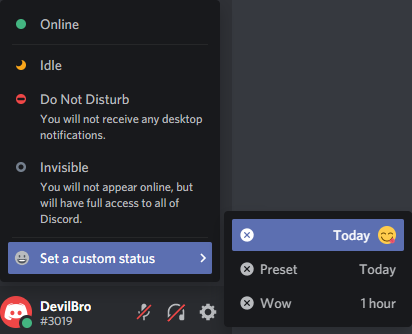 Online
Idle
Do Not Disturb
You will not receive any desktop
notifications.
Invisible
You will not appear online, but
will have full access to all of
Discord.
Set a custom status
DevilBro
#3019
Today
Preset Today
Wow 1 hour